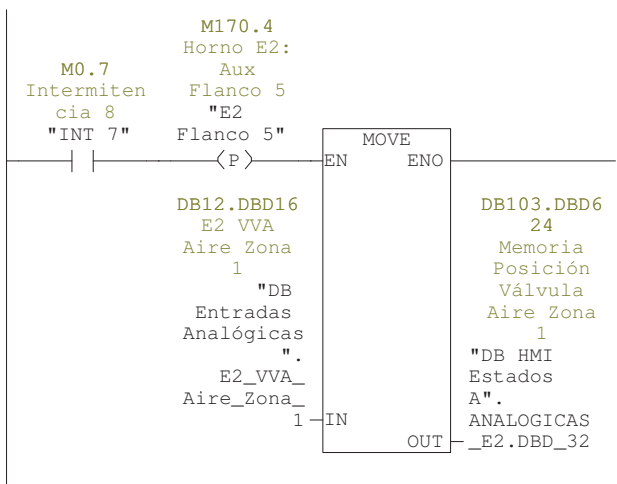 M170.4
Horno E2:
Aux
Flanco 5
"E2
Flanco 5"
M0.7
Intermiten
cia 8
"INT 7"
P
MOVE
EN
ENO
DB12.DBD16
E2 VVA
Aire Zona
1
"DB
Entradas
Analógicas
".
E2_VVA_
Aire_Zona_
1
IN
DB103.DBD6
24
Memoria
Posición
Válvula
Aire Zona
1
"DB HMI
Estados
A".
ANALOGICAS
_E2.DBD_32
OUT